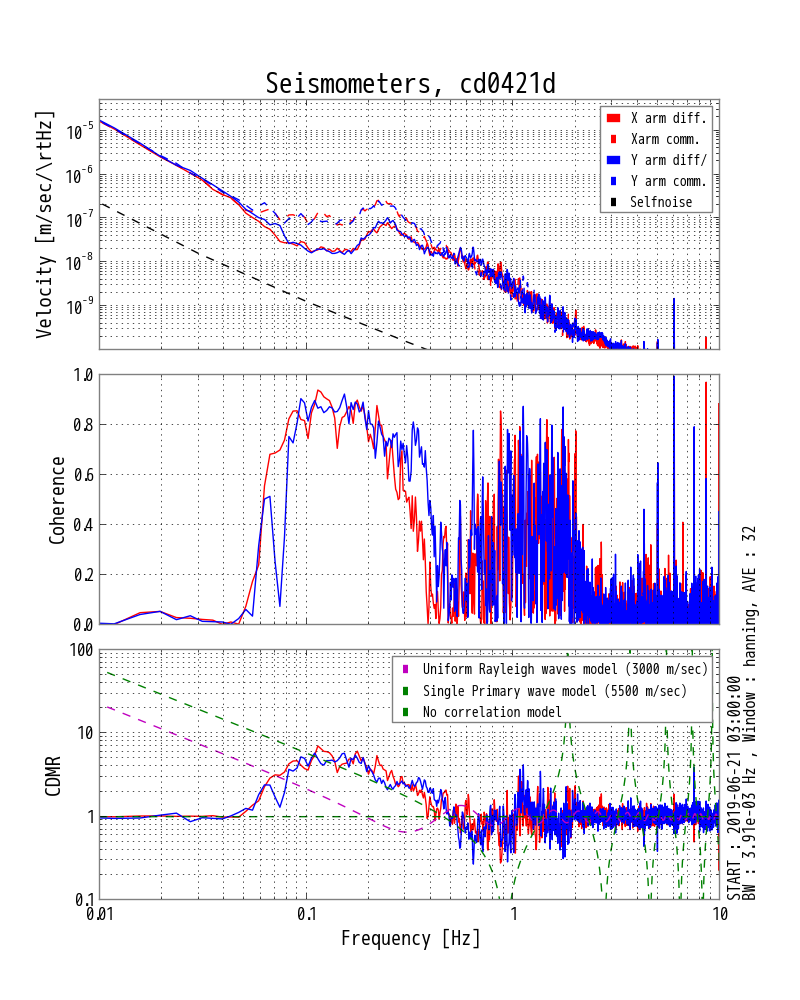 Seismometers, cd0421d
Velocity [m/sec/\rtHz]
10^-5
10^-6
10^-7
10^-8
10^-9
X arm diff.
Xarm comm.
Y arm diff/
Y arm comm.
Selfnoise
Coherence
1.0
0.8
0.6
0.4
0.2
0.0
CDMR
100
10
1
0.1
Uniform Rayleigh waves model (3000 m/sec)
Single Primary wave model (5500 m/sec)
No correlation model
0.01 0.1 1 10
Frequency [Hz]
START : 2019-06-21 03:00:00
BW : 3.91e-03 Hz , Window : hanning, AVE : 32